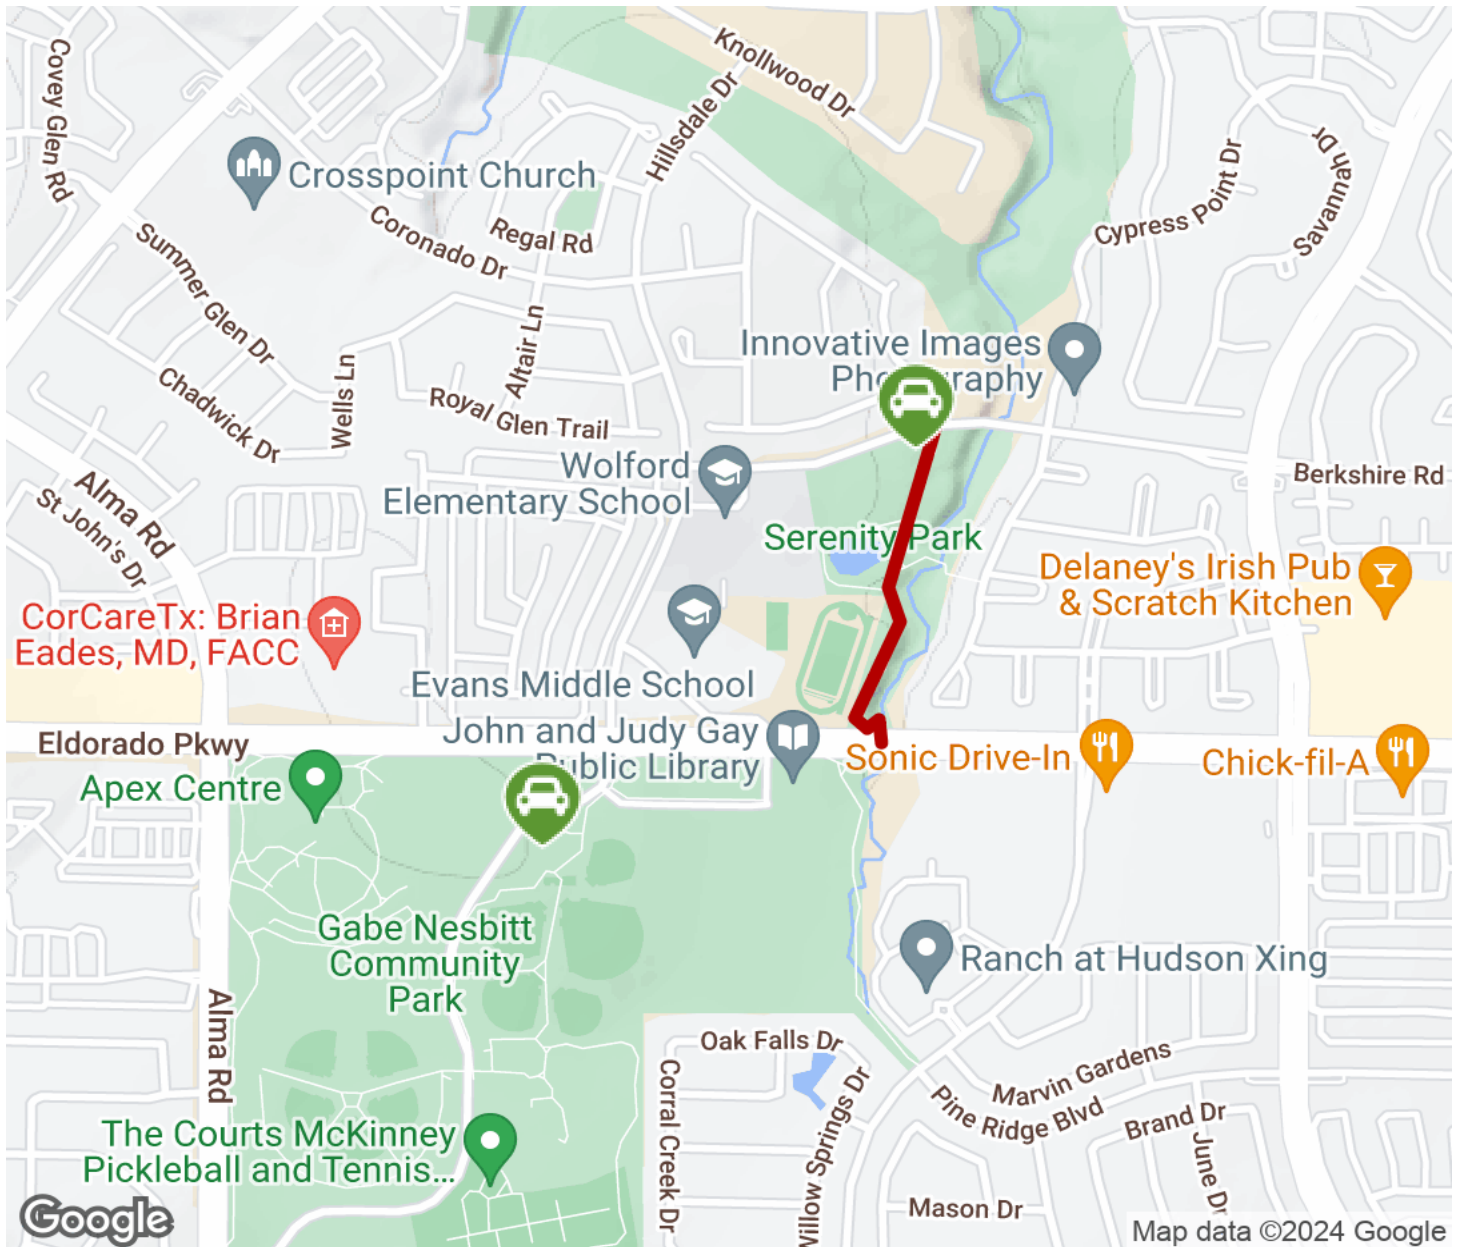 Knollwood Dr
Covey Glen Rd
Hillsdale Dr
Savannah Dr
Cypress Point Dr
Crosspoint Church
Coronado Dr
Regal Rd
Summer Glen Dr
Altair Ln
Innovative Images
Photography
Wells Ln
Chadwick Dr
Royal Glen Trail
Wolford
Elementary School
Berkshire Rd
Alma Rd
St John's Dr
Serenity Park
Delaney's Irish Pub
& Scratch Kitchen
CorCareTx: Brian
Eades, MD, FACC
Evans Middle School
John and Judy Gay
Public Library
Eldorado Pkwy
Sonic Drive-In
Chick-fil-A
Apex Centre
Gabe Nesbitt
Community
Park
Ranch at Hudson Xing
Alma Rd
Oak Falls Dr
Corral Creek Dr
Willow Springs Dr
Marvin Gardens
Pine Ridge Blvd
Brand Dr
June Dr
Mason Dr
The Courts McKinney
Pickleball and Tennis...
Google
Map data ©2024 Google